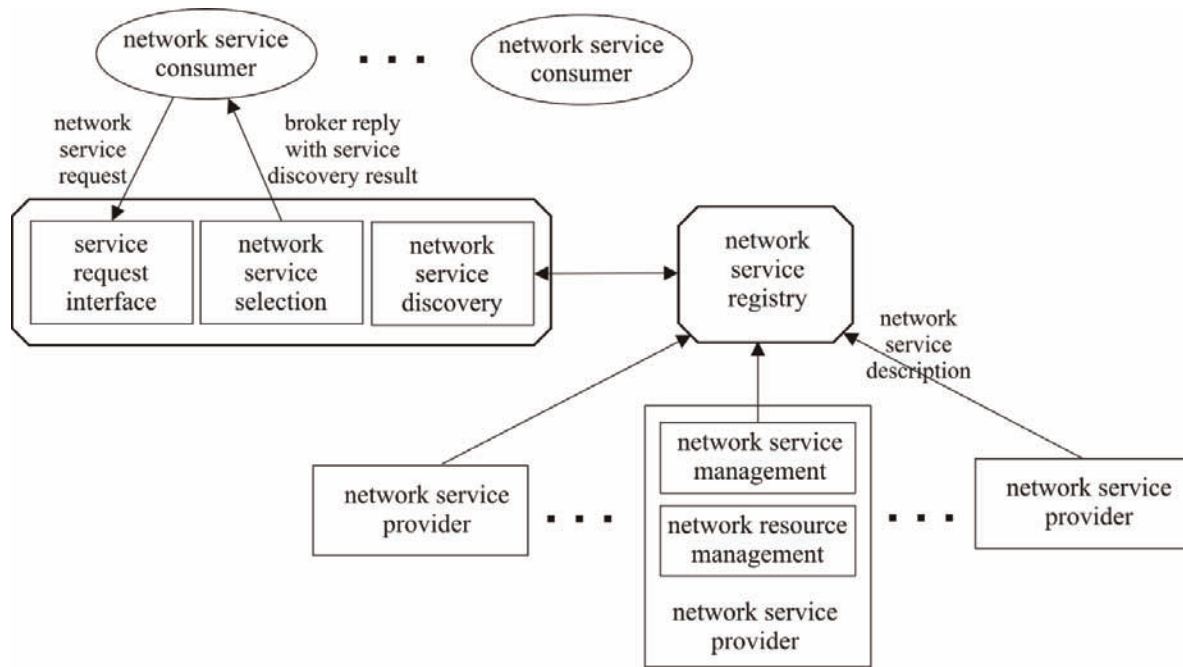 network service
consumer
network service
consumer
network
service
request
broker reply
with service
discovery result
service
request
interface
network
service
selection
network
service
discovery
network
service
registry
network
service
description
network service
provider
network service
management
network resource
management
network service
provider
network service
provider